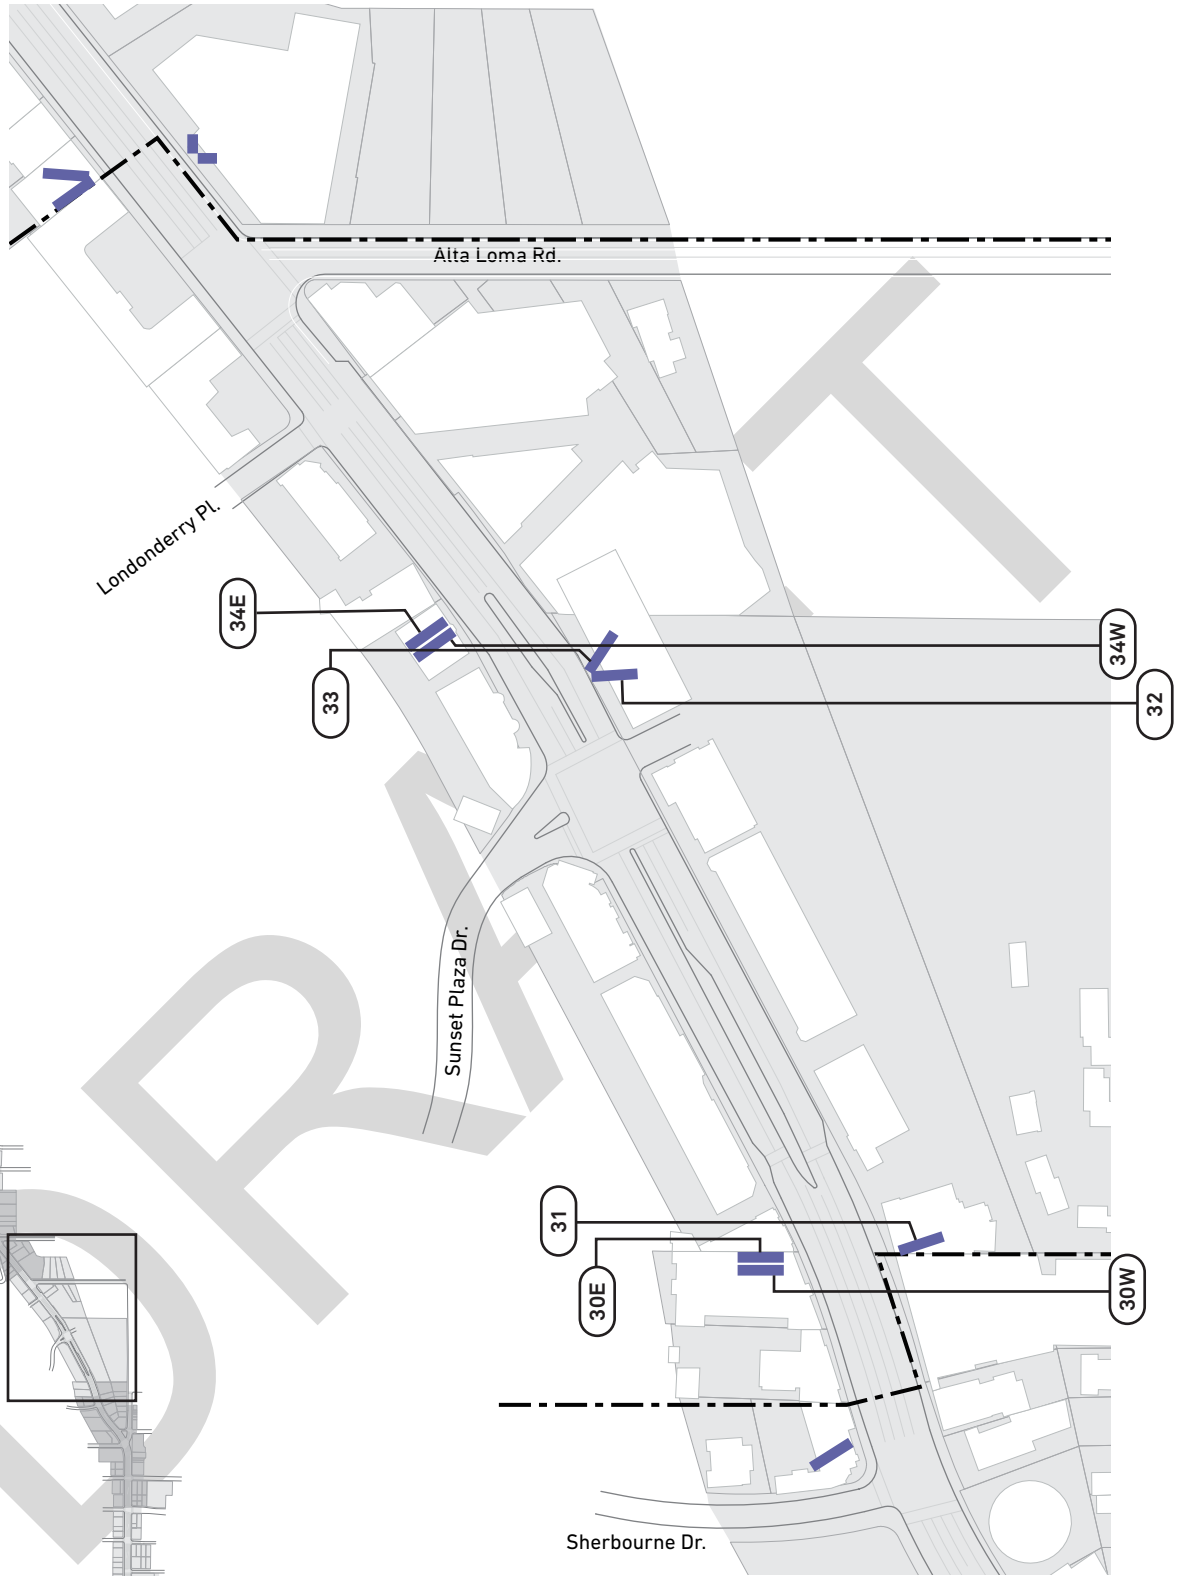 Alta Loma Rd.
Londonderry Pl.
34E
34W
33
32
Sunset Plaza Dr.
31
30E
30W
Sherbourne Dr.
DRAFT